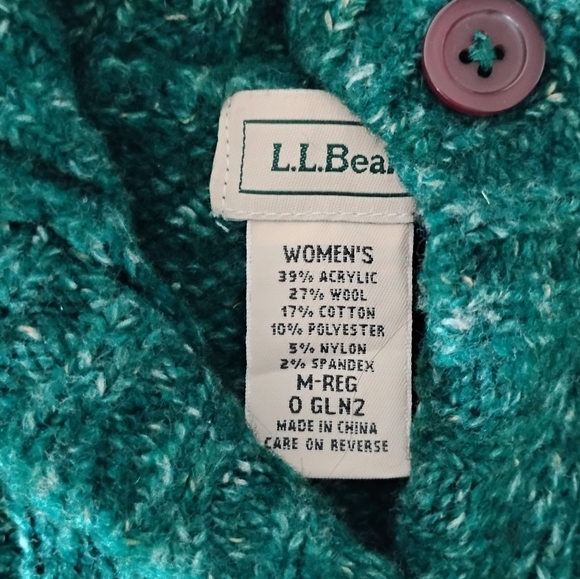 L.L.Bea
WOMEN'S
39% ACRYLIC
27% WOOL
17% COTTON
10% POLYESTER
5% NYLON
2% SPANDEX
M-REG
0 GLN2
MADE IN CHINA
CARE ON REVERSE